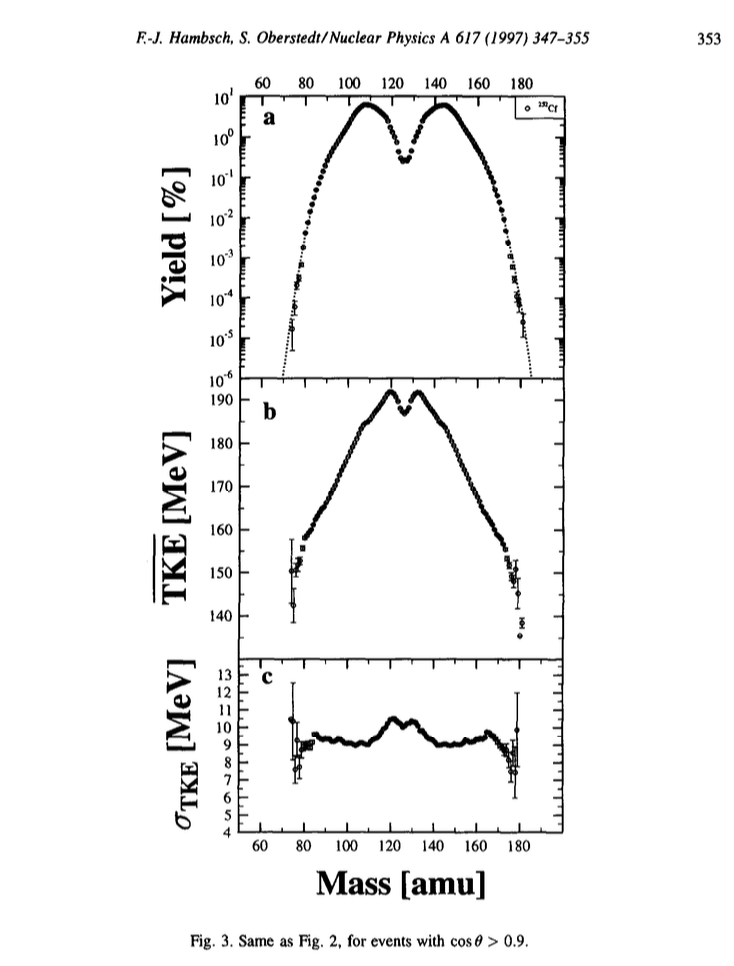 F.-J. Hambsch, S. Oberstedt/Nuclear Physics A 617 (1997) 347–355
353
60 80 100 120 140 160 180
a
²⁵²Cf
Yield [%]
10¹
10⁰
10⁻¹
10⁻²
10⁻³
10⁻⁴
10⁻⁵
10⁻⁶
b
TKE [MeV]
190
180
170
160
150
140
c
σTKE [MeV]
13
12
11
10
9
8
7
6
5
4
60 80 100 120 140 160 180
Mass [amu]
Fig. 3. Same as Fig. 2, for events with cos θ > 0.9.